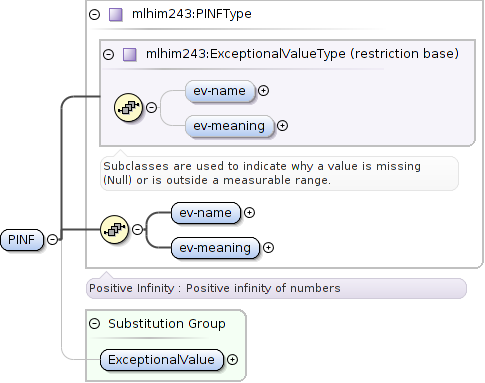 mlhim243:PINFType
mlhim243:ExceptionalValueType (restriction base)
ev-name
ev-meaning
Subclasses are used to indicate why a value is missing
(Null) or is outside a measurable range.
PINF
ev-name
ev-meaning
Positive Infinity : Positive infinity of numbers
Substitution Group
ExceptionalValue